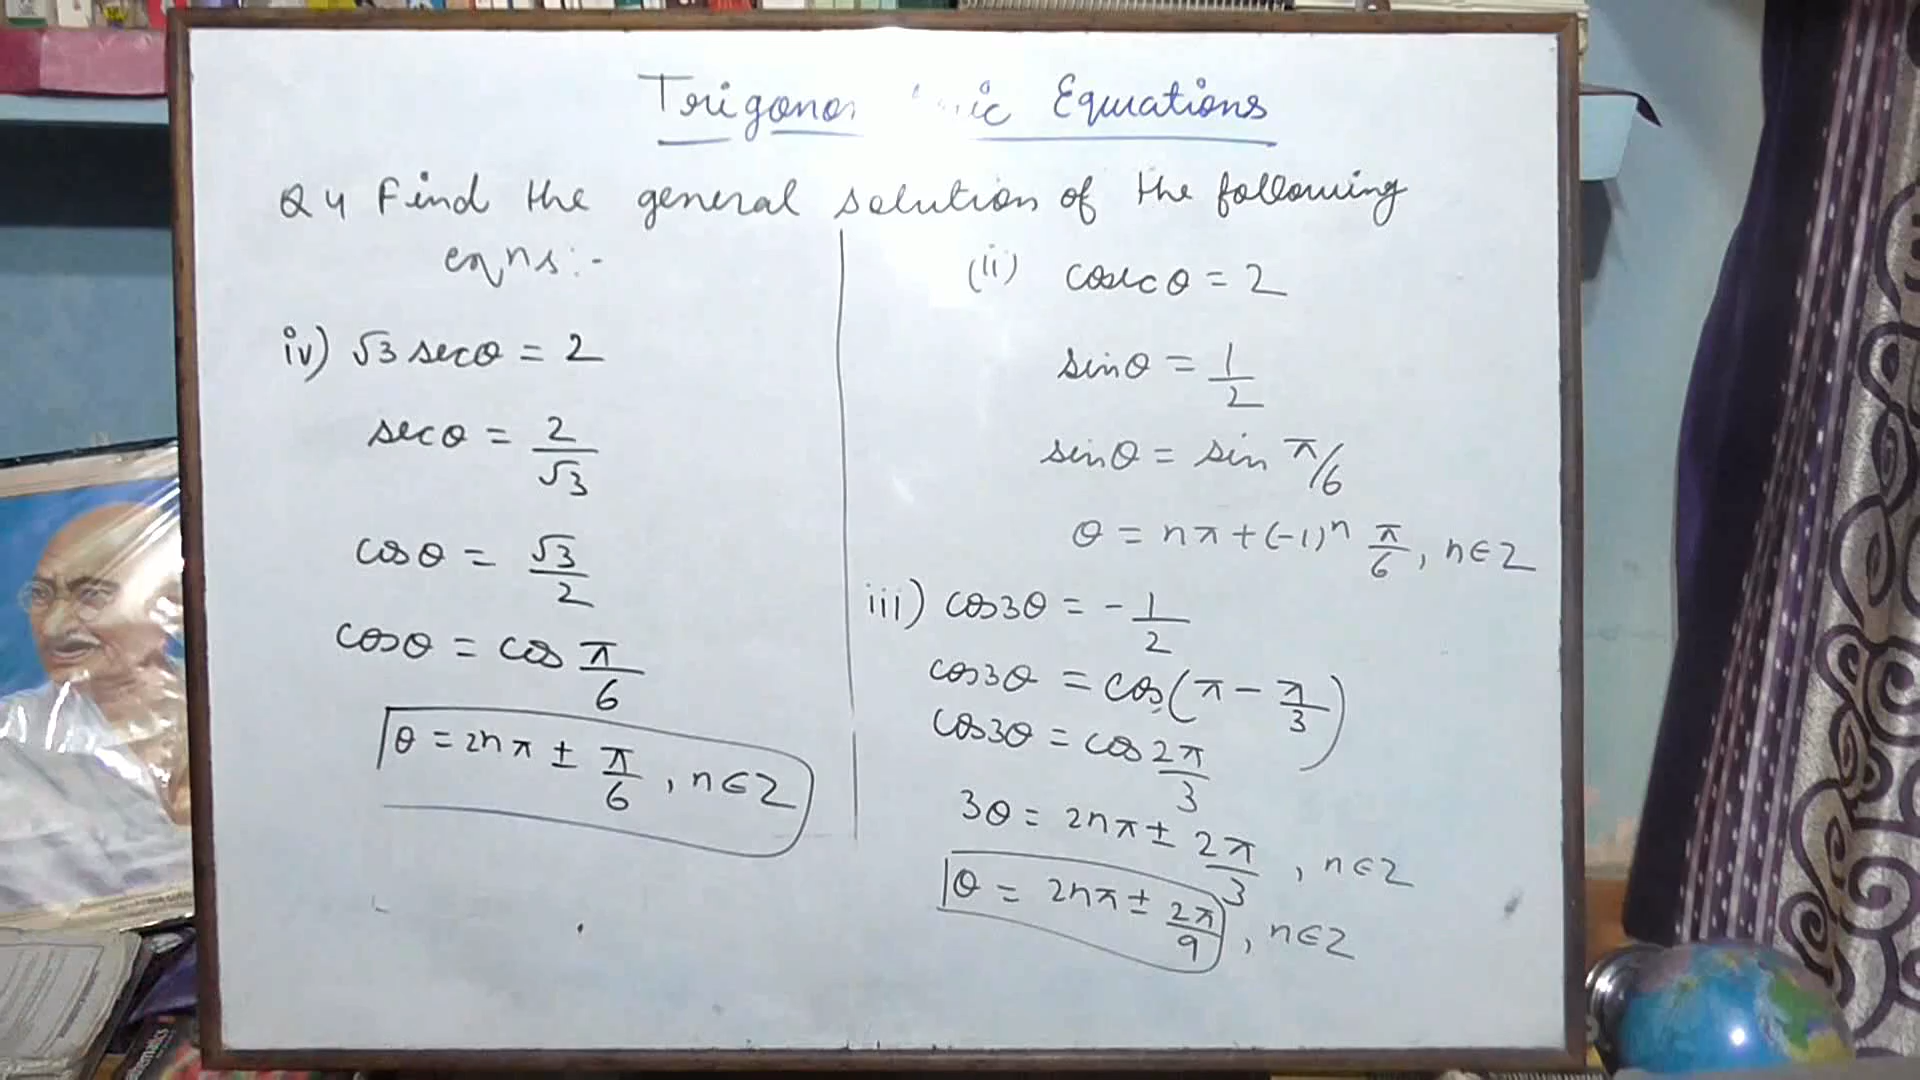 Trigono ic Equations
Q4 Find the general solution of the following
eqns:-
iv) √3 secθ = 2
secθ = 2/√3
cosθ = √3/2
cosθ = cos π/6
θ = 2nπ ± π/6, n∈Z
(ii) cosecθ = 2
sinθ = 1/2
sinθ = sin π/6
θ = nπ + (-1)ⁿ π/6, n∈Z
iii) cos3θ = -1/2
cos3θ = cos(π - π/3)
cos3θ = cos 2π/3
3θ = 2nπ ± 2π/3, n∈Z
θ = 2nπ ± 2π/9, n∈Z